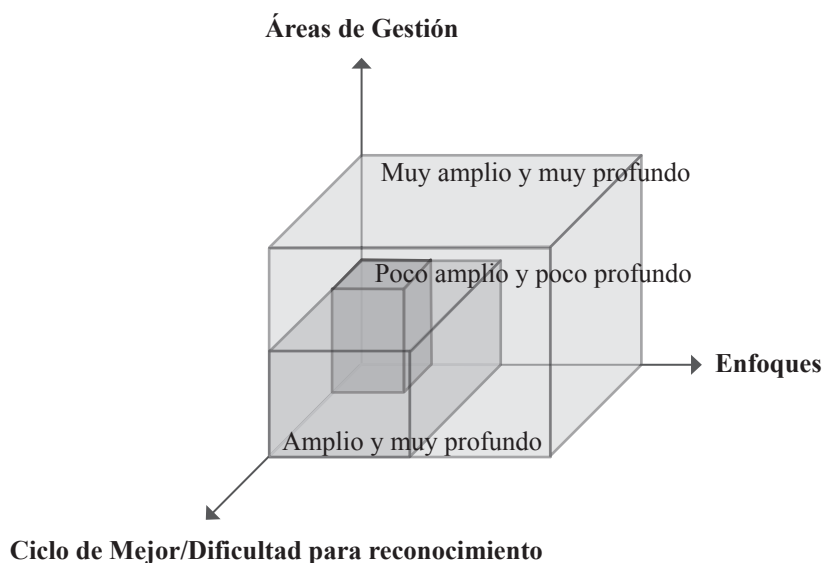 Áreas de Gestión
Muy amplio y muy profundo
Poco amplio y poco profundo
Enfoques
Amplio y muy profundo
Ciclo de Mejor/Dificultad para reconocimiento